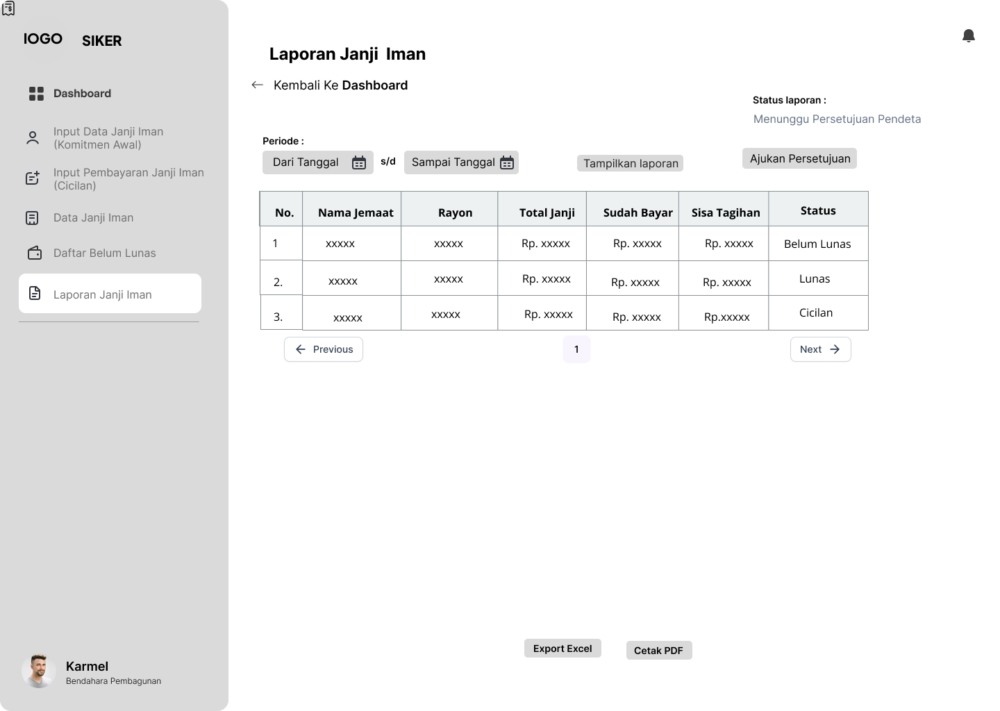 lOGO SIKER
Dashboard
Input Data Janji Iman
(Komitmen Awal)
Input Pembayaran Janji Iman
(Cicilan)
Data Janji Iman
Daftar Belum Lunas
Laporan Janji Iman
Karmel
Bendahara Pembagunan
Laporan Janji Iman
Kembali Ke Dashboard
Status laporan :
Menunggu Persetujuan Pendeta
Periode :
Dari Tanggal s/d Sampai Tanggal Tampilkan laporan Ajukan Persetujuan
No. Nama Jemaat Rayon Total Janji Sudah Bayar Sisa Tagihan Status
1 xxxxx xxxxx Rp. xxxxx Rp. xxxxx Rp. xxxxx Belum Lunas
2. xxxxx xxxxx Rp. xxxxx Rp. xxxxx Rp. xxxxx Lunas
3. xxxxx xxxxx Rp. xxxxx Rp. xxxxx Rp.xxxxx Cicilan
Previous 1 Next
Export Excel Cetak PDF